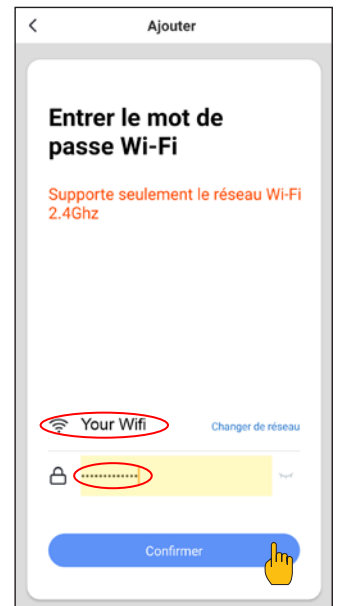 Ajouter
Entrer le mot de
passe Wi-Fi
Supporte seulement le réseau Wi-Fi
2.4Ghz
Your Wifi Changer de réseau
•••••••••••••
Confirmer